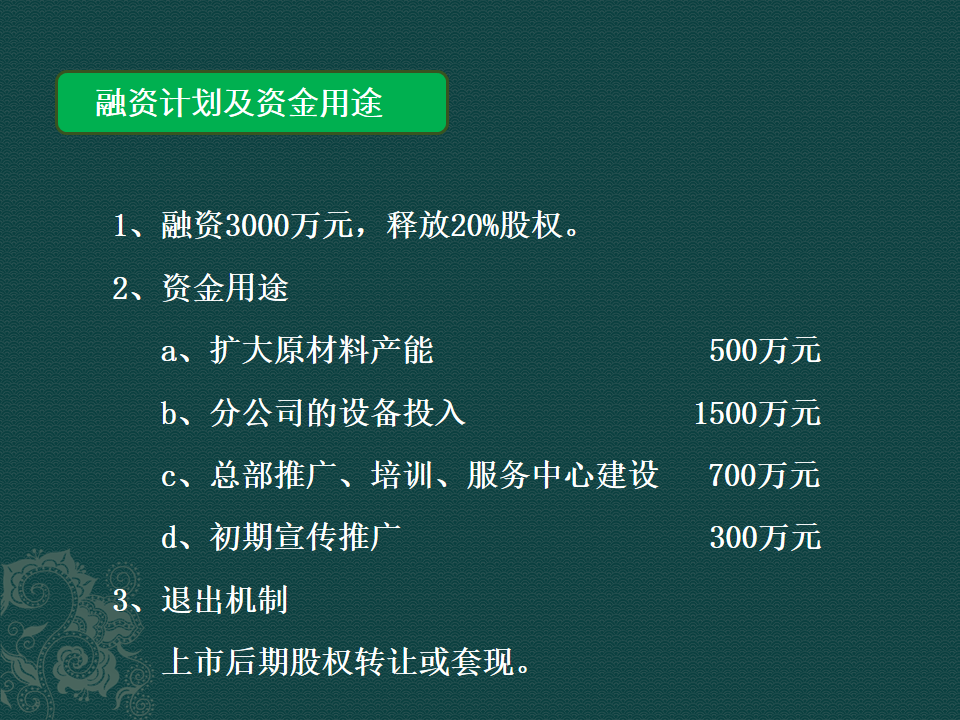 融资计划及资金用途
1、融资3000万元，释放20%股权。
2、资金用途
a、扩大原材料产能 500万元
b、分公司的设备投入 1500万元
c、总部推广、培训、服务中心建设 700万元
d、初期宣传推广 300万元
3、退出机制
上市后期股权转让或套现。